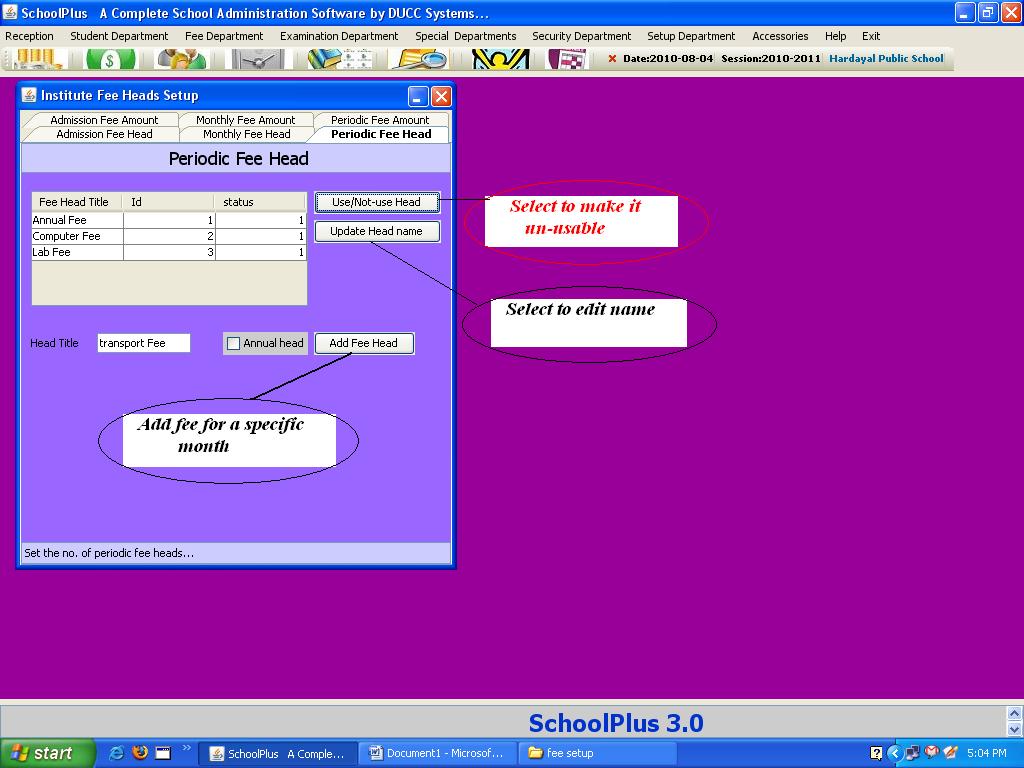 SchoolPlus   A Complete School Administration Software by DUCC Systems...
Reception   Student Department   Fee Department   Examination Department   Special  Departments   Security Department   Setup Department   Accessories   Help   Exit
Date:2010-08-04  Session:2010-2011  Hardayal Public School
Institute Fee Heads Setup
Admission Fee Amount   Monthly Fee Amount   Periodic Fee Amount
Admission Fee Head   Monthly Fee Head   Periodic Fee Head
Periodic Fee Head
Fee Head Title   Id   status
Annual Fee   1   1
Computer Fee   2   1
Lab Fee   3   1
Use/Not-use Head
Update Head name
Select to make it
un-usable
Select to edit name
Head Title   transport Fee   Annual head   Add Fee Head
Add fee for a specific
month
Set the no. of periodic fee heads...
SchoolPlus 3.0
start   SchoolPlus   A Comple...   Document1 - Microsof...   fee setup   5:04 PM